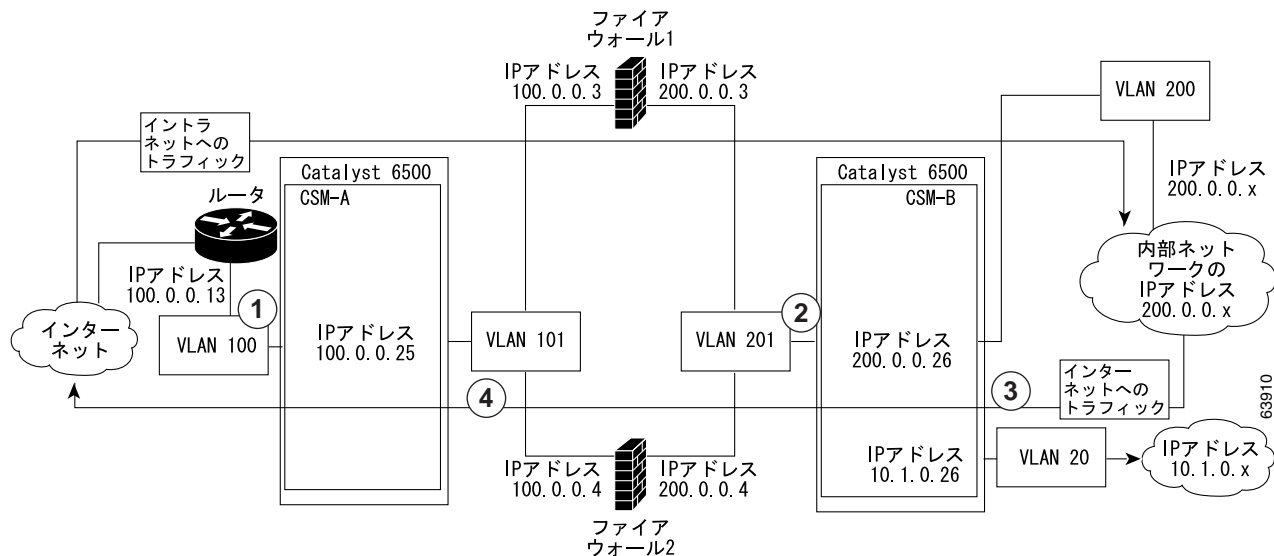 ファイア
ウォール1
IPアドレス
100.0.0.3
IPアドレス
200.0.0.3
VLAN 200
イントラ
ネットへの
トラフィック
Catalyst 6500
CSM-A
Catalyst 6500
CSM-B
IPアドレス
200.0.0.x
ルータ
IPアドレス
100.0.0.13
内部ネット
ワークの
IPアドレス
200.0.0.x
1
2
インター
ネット
VLAN 100
IPアドレス
100.0.0.25
VLAN 101
VLAN 201
IPアドレス
200.0.0.26
4
3
インター
ネットへの
トラフィック
63910
IPアドレス
100.0.0.4
IPアドレス
200.0.0.4
IPアドレス
10.1.0.26
VLAN 20
IPアドレス
10.1.0.x
ファイア
ウォール2